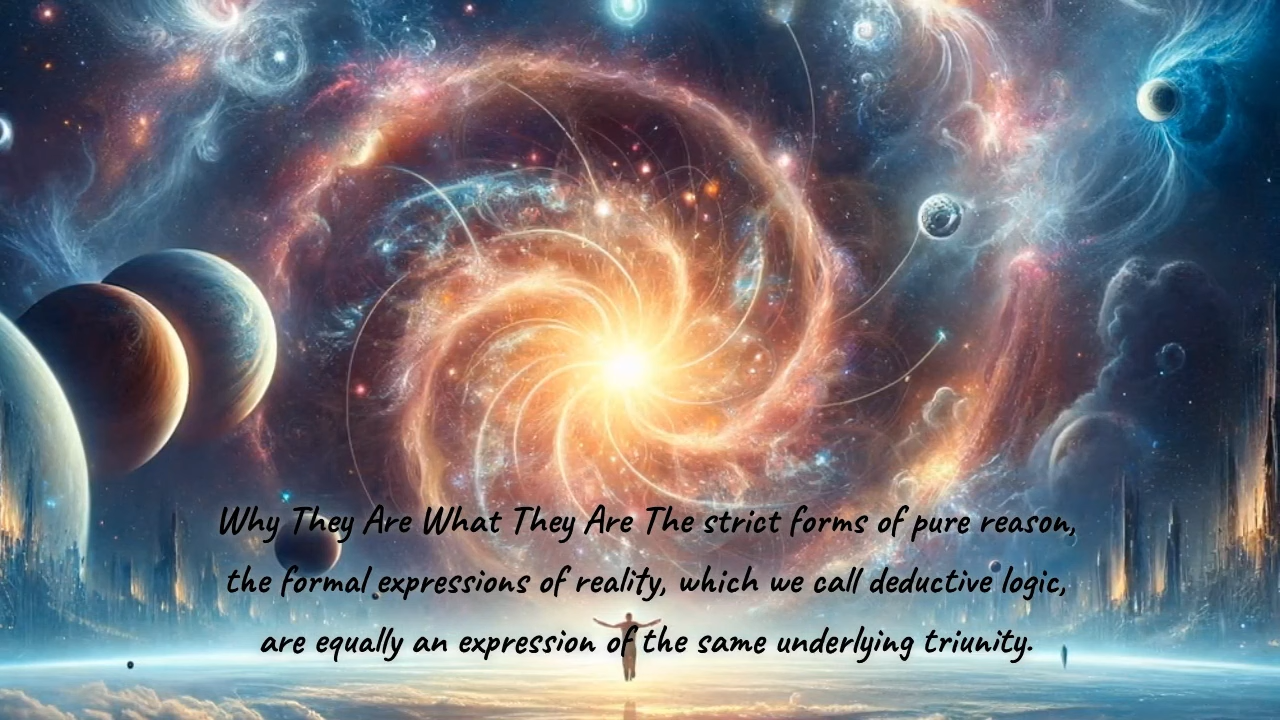 Why They Are What They Are The strict forms of pure reason,
the formal expressions of reality, which we call deductive logic,
are equally an expression of the same underlying triunity.